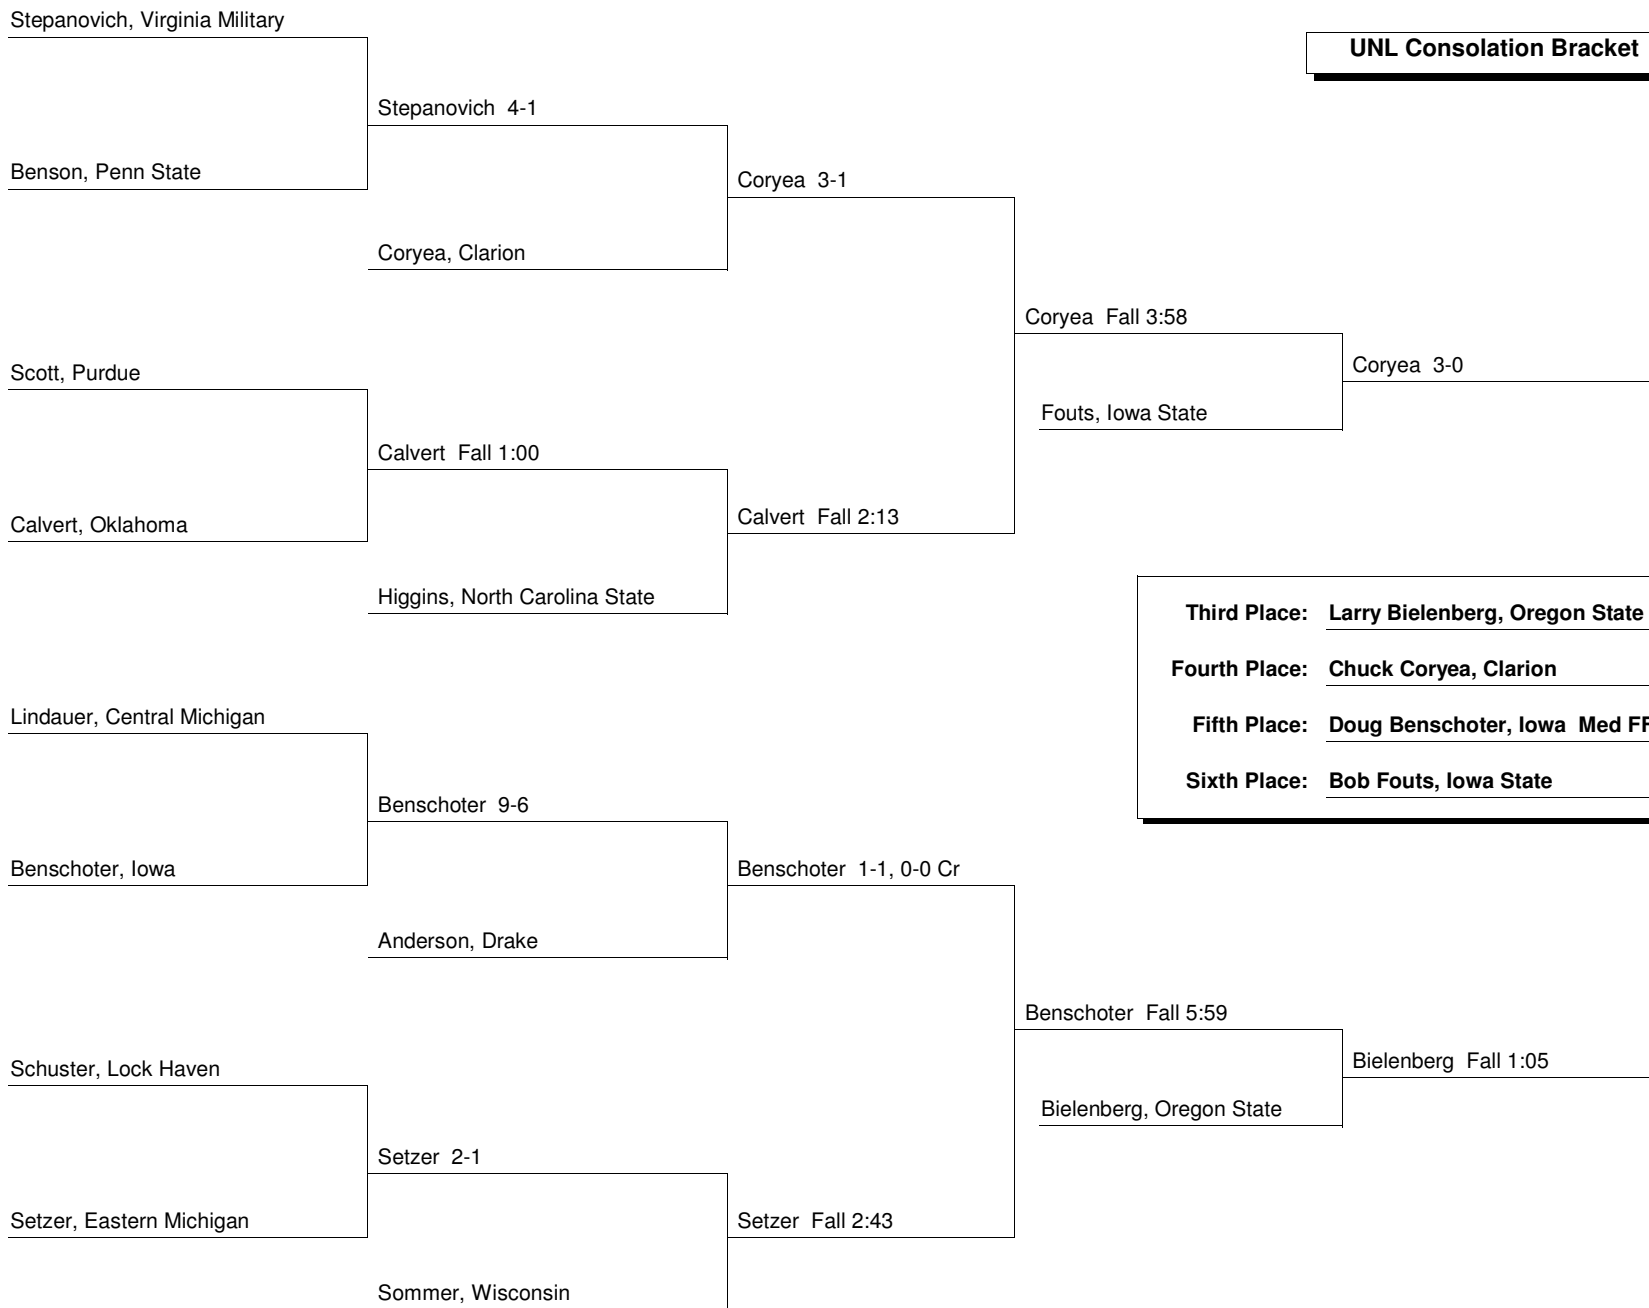 Stepanovich, Virginia Military
UNL Consolation Bracket
Stepanovich 4-1
Benson, Penn State
Coryea 3-1
Coryea, Clarion
Coryea Fall 3:58
Scott, Purdue
Coryea 3-0
Fouts, Iowa State
Calvert Fall 1:00
Calvert, Oklahoma
Calvert Fall 2:13
Higgins, North Carolina State
Third Place: Larry Bielenberg, Oregon State
Fourth Place: Chuck Coryea, Clarion
Lindauer, Central Michigan
Fifth Place: Doug Benschoter, Iowa Med
Sixth Place: Bob Fouts, Iowa State
Benschoter 9-6
Benschoter, Iowa
Benschoter 1-1, 0-0 Cr
Anderson, Drake
Benschoter Fall 5:59
Schuster, Lock Haven
Bielenberg Fall 1:05
Bielenberg, Oregon State
Setzer 2-1
Setzer, Eastern Michigan
Setzer Fall 2:43
Sommer, Wisconsin